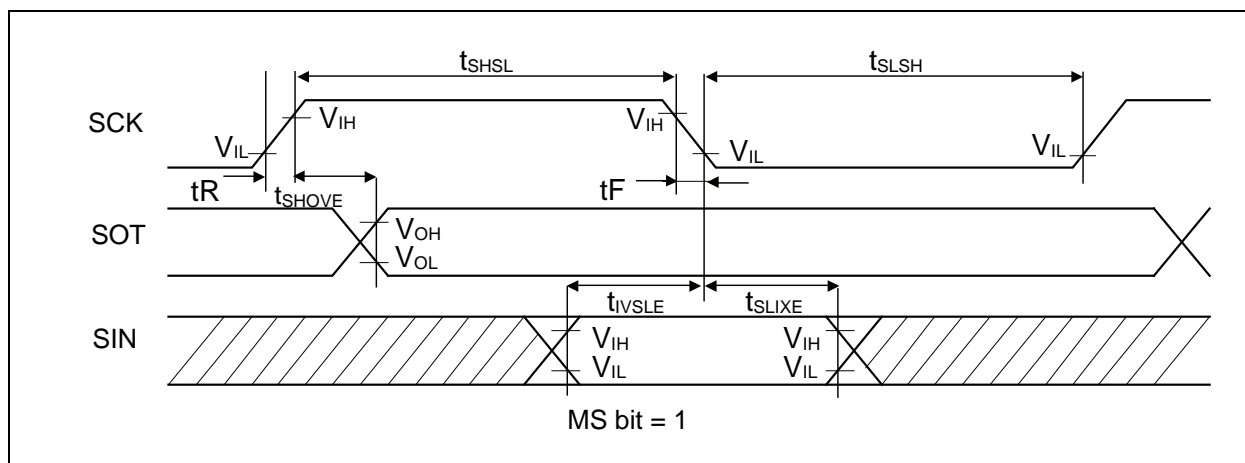 tSHSL
tSLSH
SCK
VIH
VIH
VIL
VIL
VIL
tR
tSHOVE
tF
SOT
VOH
VOL
tIVSLE
tSLIXE
SIN
VIH
VIH
VIL
VIL
MS bit = 1